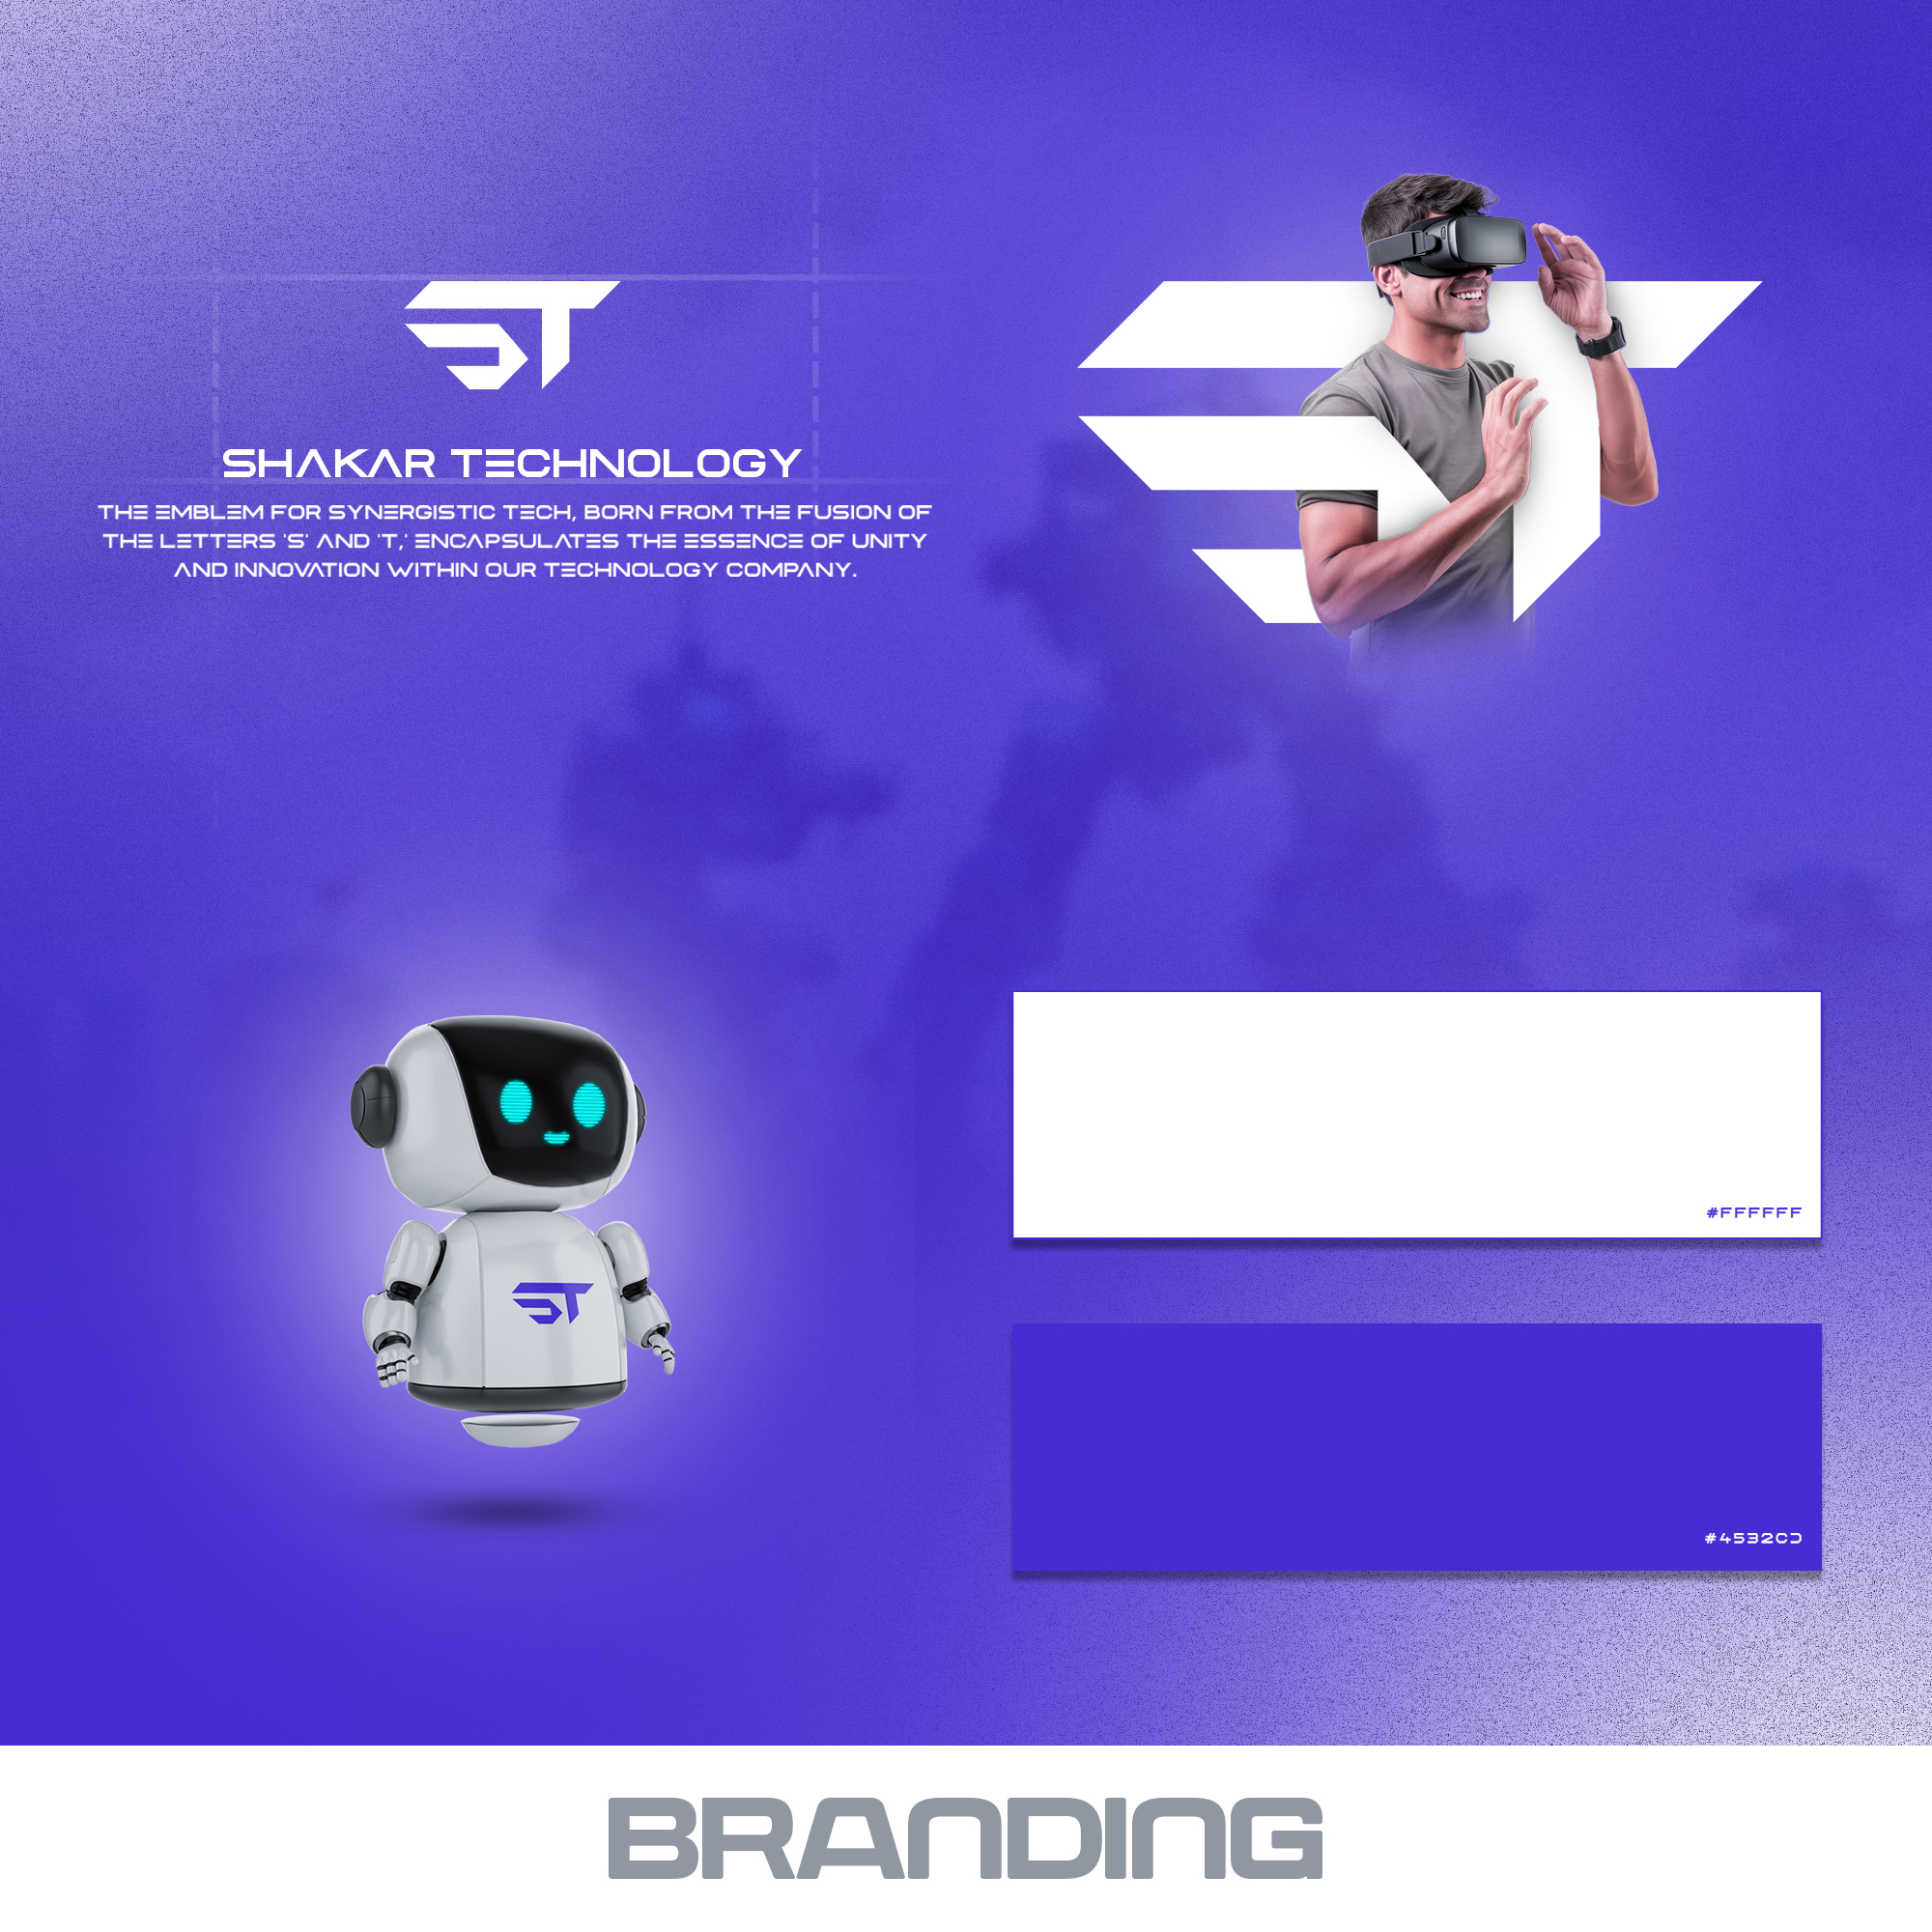 ST
SHAKAR TECHNOLOGY
THE EMBLEM FOR SYNERGISTIC TECH, BORN FROM THE FUSION OF
THE LETTERS 'S' AND 'T,' ENCAPSULATES THE ESSENCE OF UNITY
AND INNOVATION WITHIN OUR TECHNOLOGY COMPANY.
ST
ST
#FFFFFF
#4532CD
BRANDING